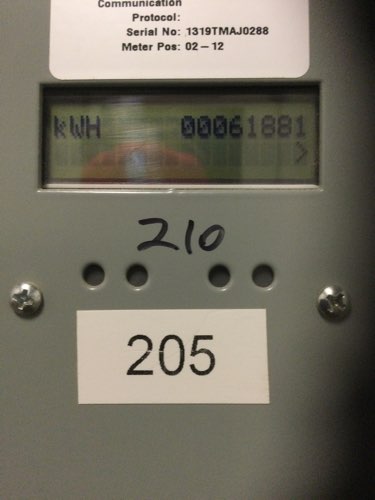 Communication
Protocol:
Serial No: 1319TMAJ0288
Meter Pos: 02 – 12
kWH 00061881
>
210
205